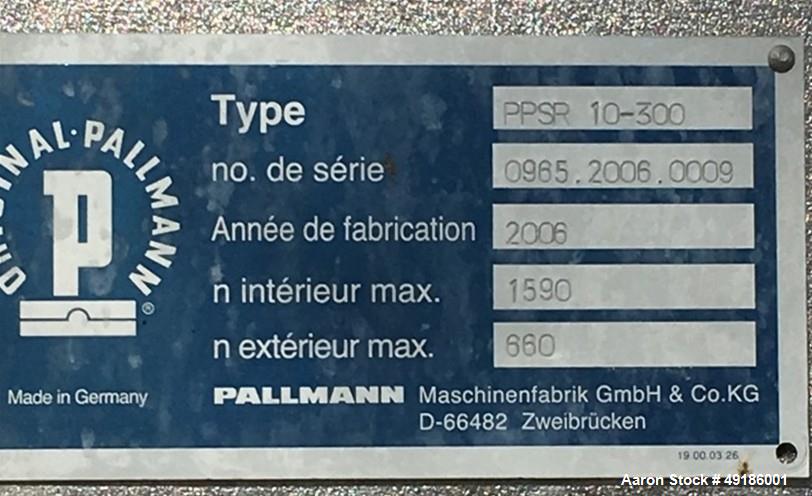 ORIGINAL·PALLMANN
P
®
Made in Germany
Type PPSR 10-300
no. de série 0965.2006.0009
Année de fabrication 2006
n intérieur max. 1590
n extérieur max. 660
PALLMANN Maschinenfabrik GmbH & Co.KG
D-66482 Zweibrücken
19 00.03 26
Aaron Stock # 49186001